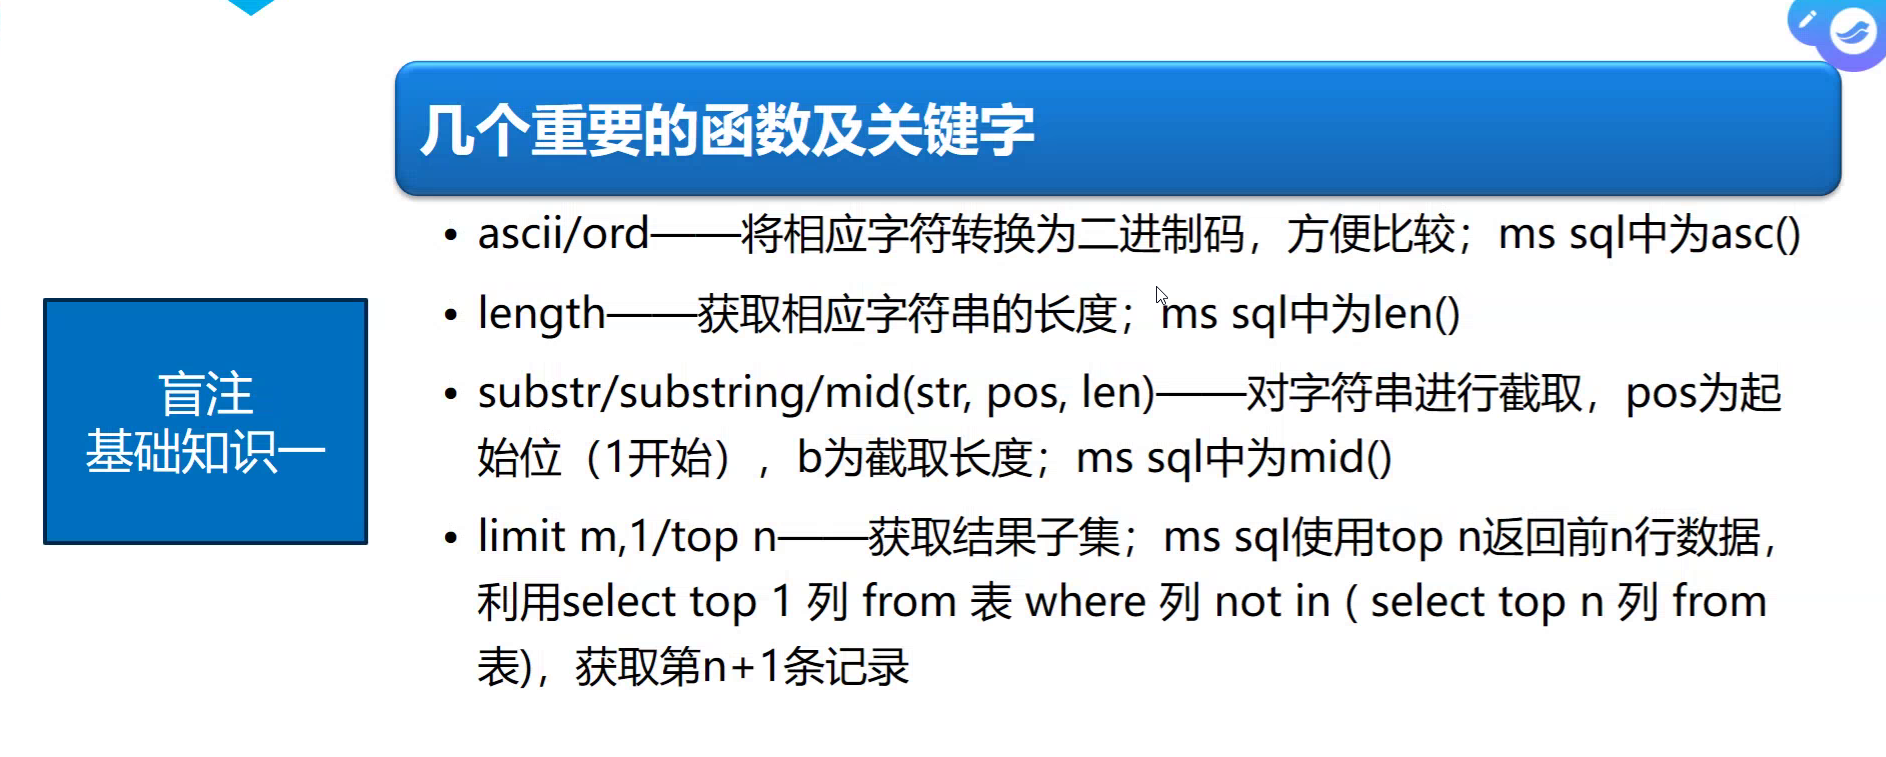 几个重要的函数及关键字
• ascii/ord——将相应字符转换为二进制码，方便比较；ms sql中为asc()
• length——获取相应字符串的长度；ms sql中为len()
• substr/substring/mid(str, pos, len)——对字符串进行截取，pos为起
始位（1开始），b为截取长度；ms sql中为mid()
• limit m,1/top n——获取结果子集；ms sql使用top n返回前n行数据，
利用select top 1 列 from 表 where 列 not in ( select top n 列 from
表)，获取第n+1条记录
盲注
基础知识一